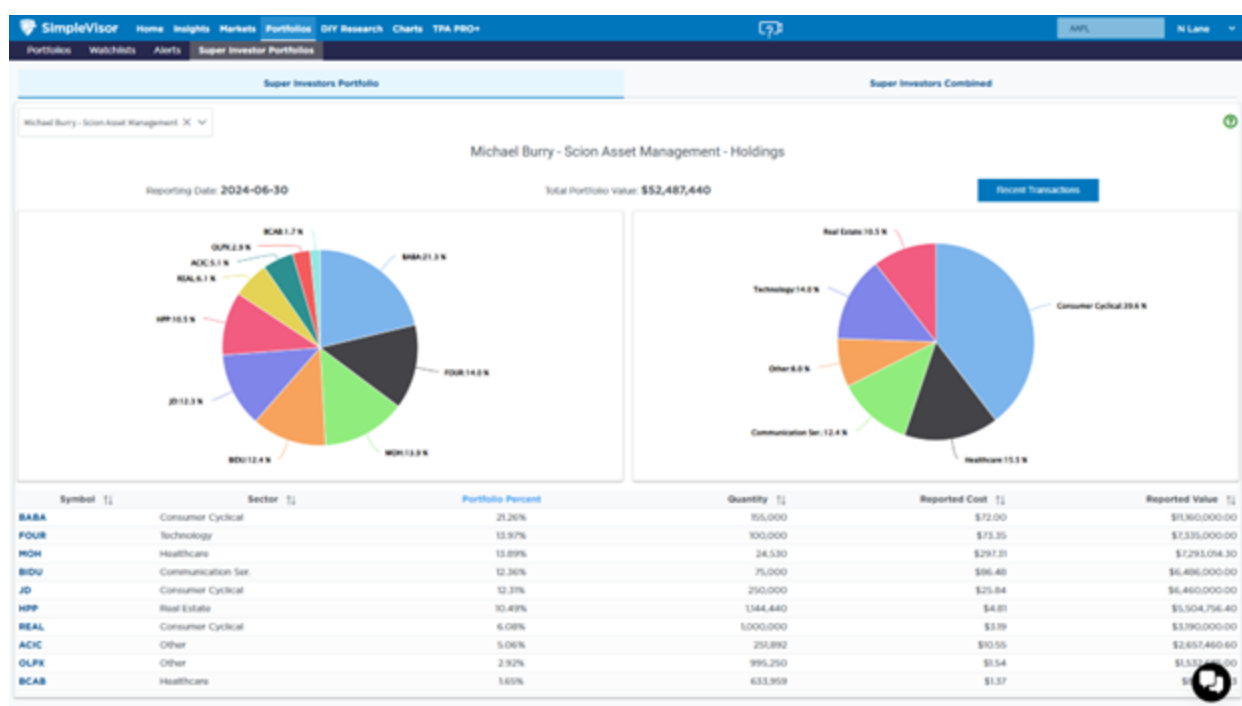 SimpleVisor Home Insights Markets Portfolios DIY Research Charts TPA PRO+ AAPL N Lane
Portfolios Watchlists Alerts Super Investor Portfolios
Super Investors Portfolio Super Investors Combined
Michael Burry - Scion Asset Management
Michael Burry - Scion Asset Management - Holdings
Reporting Date: 2024-06-30 Total Portfolio Value: $52,487,440 Recent Transactions
BCAB:1.7 %
OLPX:2.9 %
ACIC:5.1 %
REAL:6.1 %
HPP:10.5 %
JD:12.3 %
BIDU:12.4 %
MOH:13.9 %
FOUR:14.0 %
BABA:21.3 %
Real Estate:10.5 %
Technology:14.0 %
Other:8.0 %
Communication Ser.:12.4 %
Healthcare:15.5 %
Consumer Cyclical:39.6 %
Symbol Sector Portfolio Percent Quantity Reported Cost Reported Value
BABA Consumer Cyclical 21.26% 155,000 $72.00 $11,160,000.00
FOUR Technology 13.97% 100,000 $73.35 $7,335,000.00
MOH Healthcare 13.89% 24,530 $297.31 $7,293,014.30
BIDU Communication Ser. 12.36% 75,000 $86.48 $6,486,000.00
JD Consumer Cyclical 12.31% 250,000 $25.84 $6,460,000.00
HPP Real Estate 10.49% 1,144,440 $4.81 $5,504,756.40
REAL Consumer Cyclical 6.08% 1,000,000 $3.19 $3,190,000.00
ACIC Other 5.06% 251,892 $10.55 $2,657,460.60
OLPX Other 2.92% 995,250 $1.54
BCAB Healthcare 1.65% 633,959 $1.37